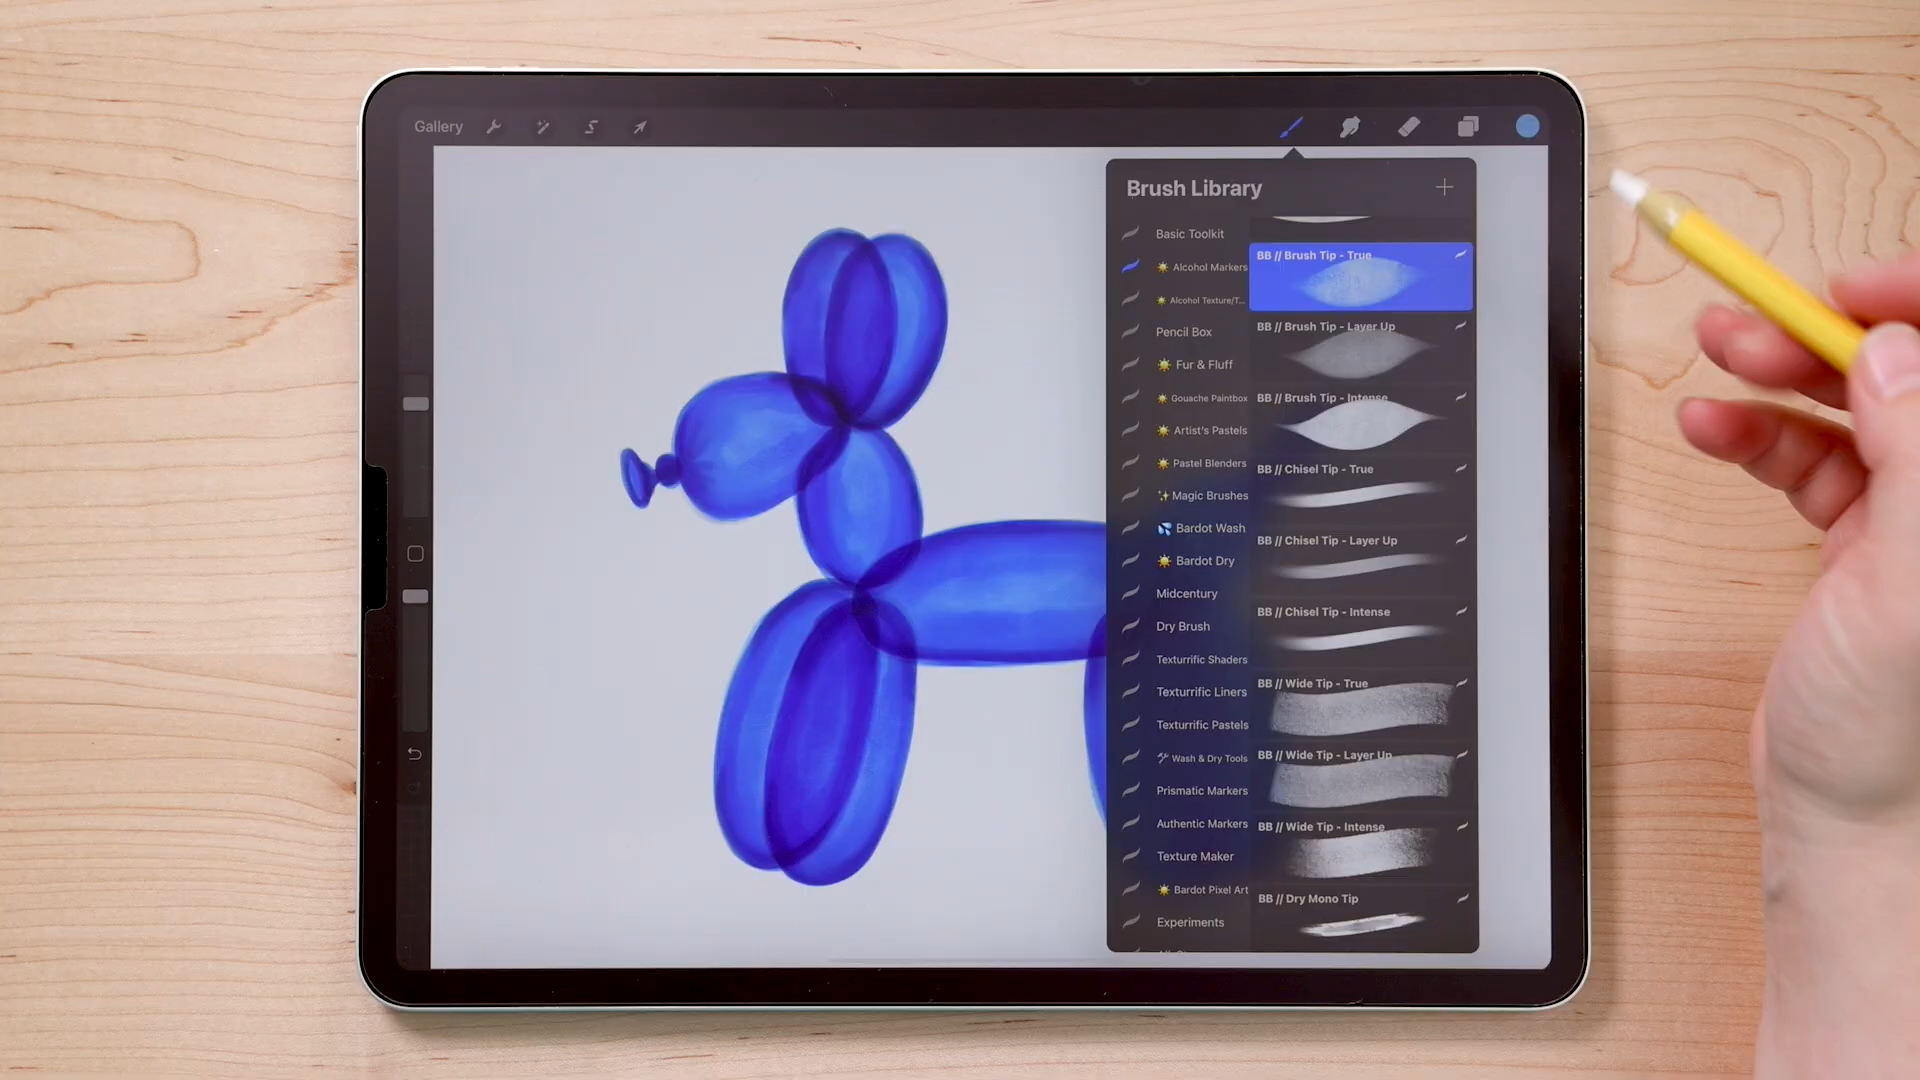 Gallery
Brush Library
Basic Toolkit
Alcohol Markers
Alcohol Texture/T...
Pencil Box
Fur & Fluff
Gouache Paintbox
Artist's Pastels
Pastel Blenders
Magic Brushes
Bardot Wash
Bardot Dry
Midcentury
Dry Brush
Texturrific Shaders
Texturrific Liners
Texturrific Pastels
Wash & Dry Tools
Prismatic Markers
Authentic Markers
Texture Maker
Bardot Pixel Art
Experiments
BB // Brush Tip - True
BB // Brush Tip - Layer Up
BB // Brush Tip - Intense
BB // Chisel Tip - True
BB // Chisel Tip - Layer Up
BB // Chisel Tip - Intense
BB // Wide Tip - True
BB // Wide Tip - Layer Up
BB // Wide Tip - Intense
BB // Dry Mono Tip